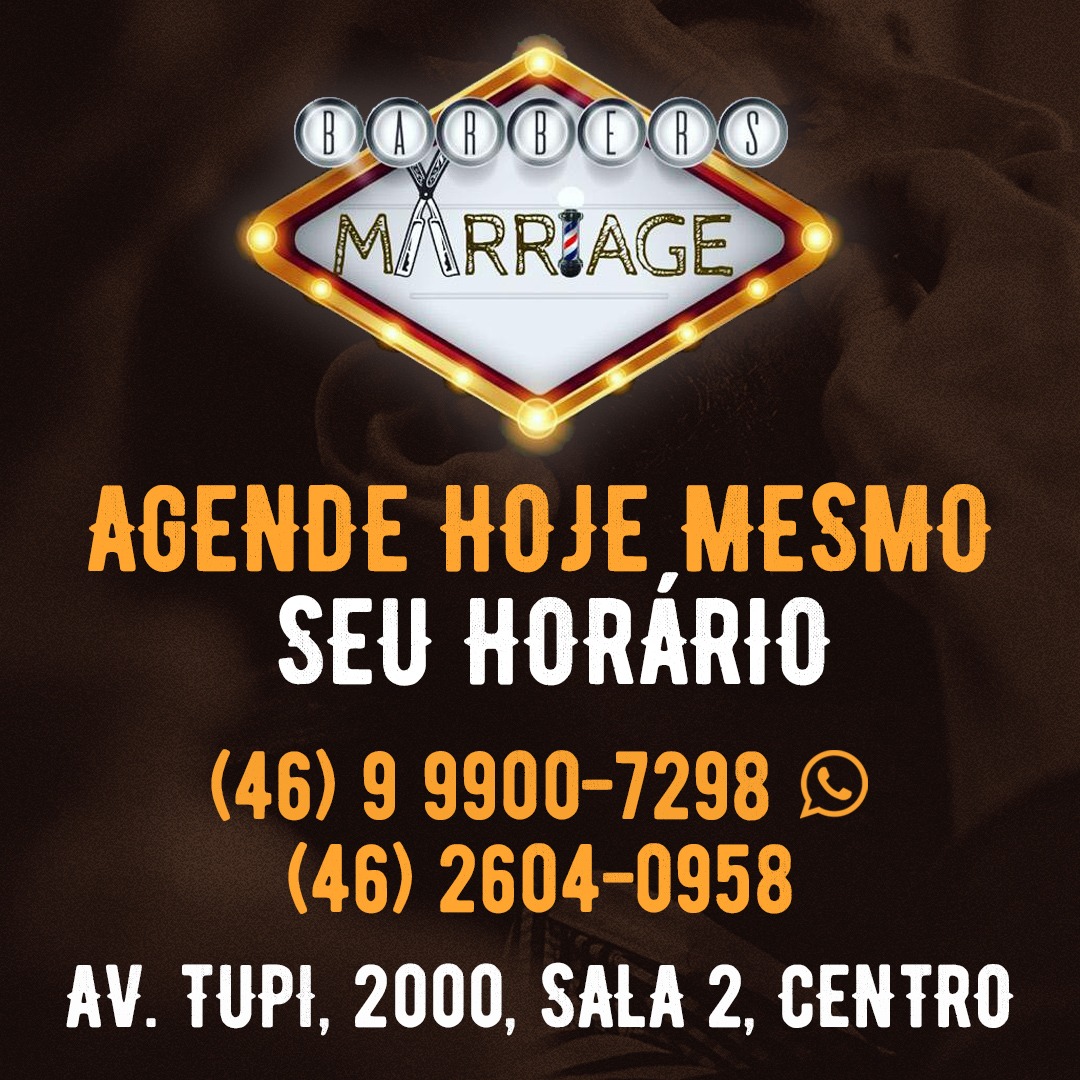 BARBERS
MARRIAGE
AGENDE HOJE MESMO
SEU HORÁRIO
(46) 9 9900-7298
(46) 2604-0958
AV. TUPI, 2000, SALA 2, CENTRO